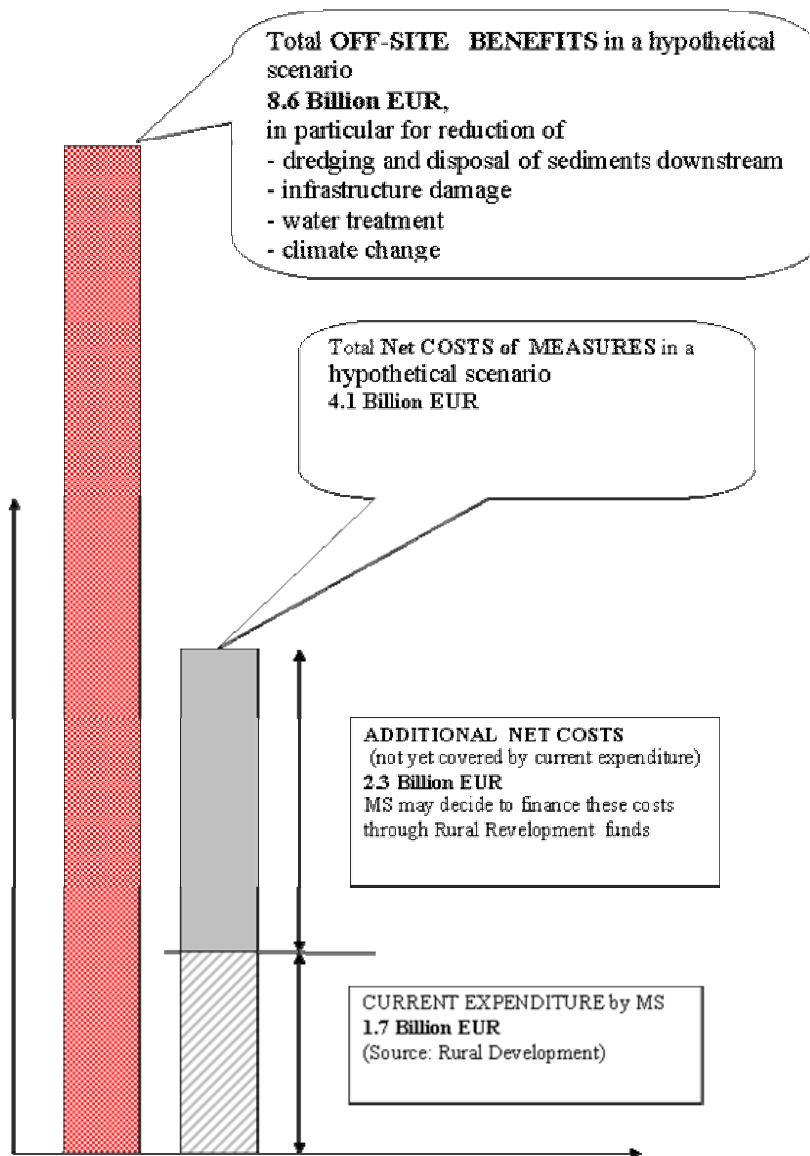 Total OFF-SITE BENEFITS in a hypothetical
scenario
8.6 Billion EUR,
in particular for reduction of
- dredging and disposal of sediments downstream
- infrastructure damage
- water treatment
- climate change
Total Net COSTS of MEASURES in a
hypothetical scenario
4.1 Billion EUR
ADDITIONAL NET COSTS
(not yet covered by current expenditure)
2.3 Billion EUR
MS may decide to finance these costs
through Rural Revelopment funds
CURRENT EXPENDITURE by MS
1.7 Billion EUR
(Source: Rural Development)